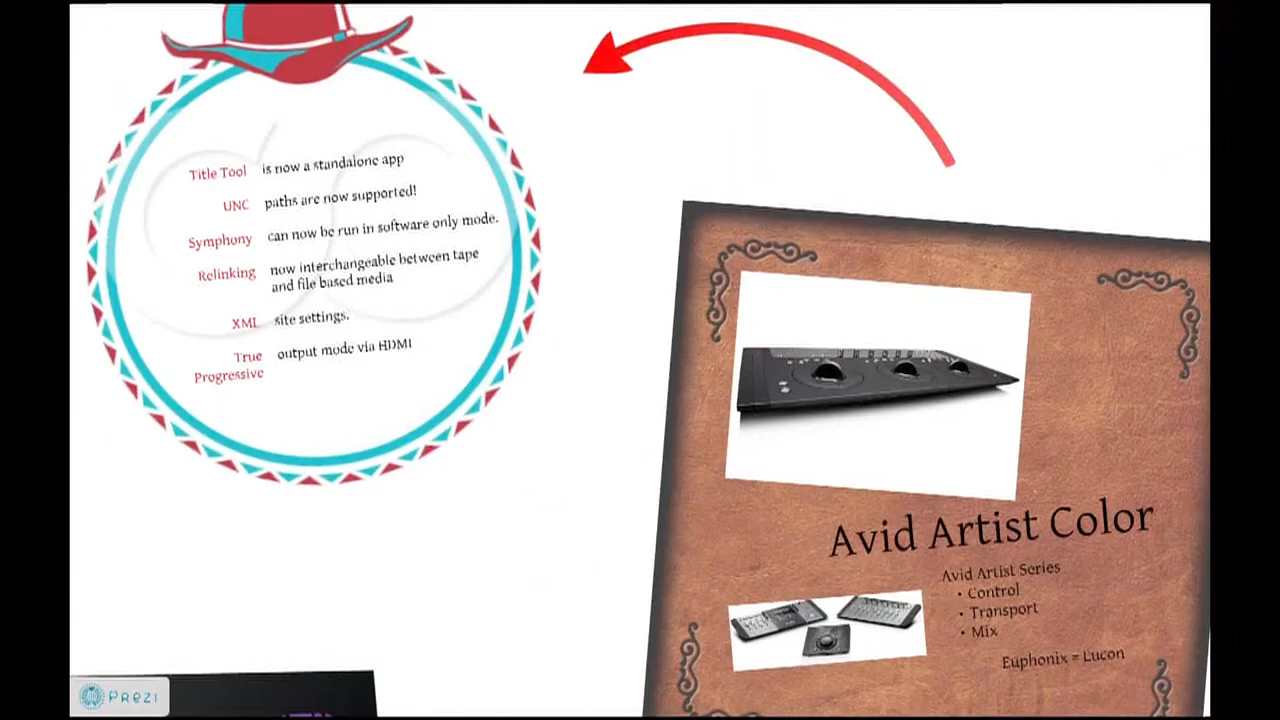 Title Tool is now a standalone app
UNC paths are now supported!
Symphony can now be run in software only mode.
Relinking now interchangeable between tape
and file based media
XML site settings.
True output mode via HDMI
Progressive
Avid Artist Color
Avid Artist Series
• Control
• Transport
• Mix
Euphonix = Lucon
PREZI